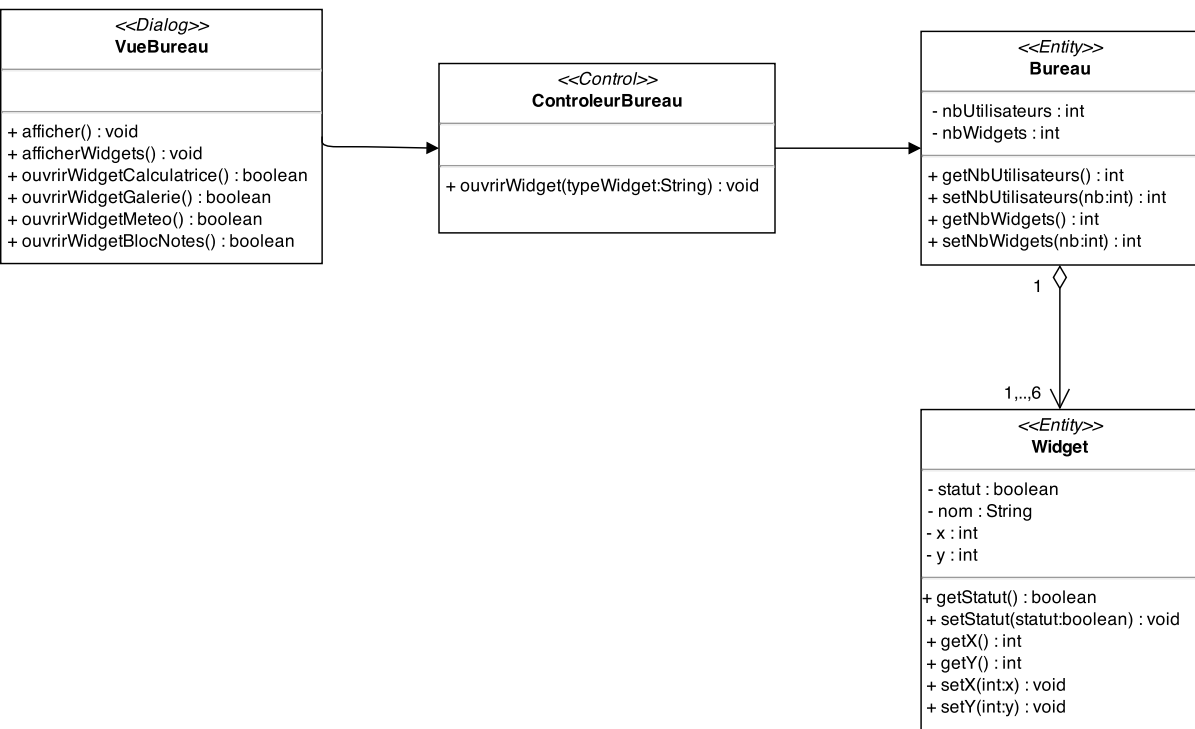 <<Dialog>>
VueBureau
+ afficher() : void
+ afficherWidgets() : void
+ ouvrirWidgetCalculatrice() : boolean
+ ouvrirWidgetGalerie() : boolean
+ ouvrirWidgetMeteo() : boolean
+ ouvrirWidgetBlocNotes() : boolean
<<Control>>
ControleurBureau
+ ouvrirWidget(typeWidget:String) : void
<<Entity>>
Bureau
- nbUtilisateurs : int
- nbWidgets : int
+ getNbUtilisateurs() : int
+ setNbUtilisateurs(nb:int) : int
+ getNbWidgets() : int
+ setNbWidgets(nb:int) : int
1
1,..,6
<<Entity>>
Widget
- statut : boolean
- nom : String
- x : int
- y : int
+ getStatut() : boolean
+ setStatut(statut:boolean) : void
+ getX() : int
+ getY() : int
+ setX(int:x) : void
+ setY(int:y) : void